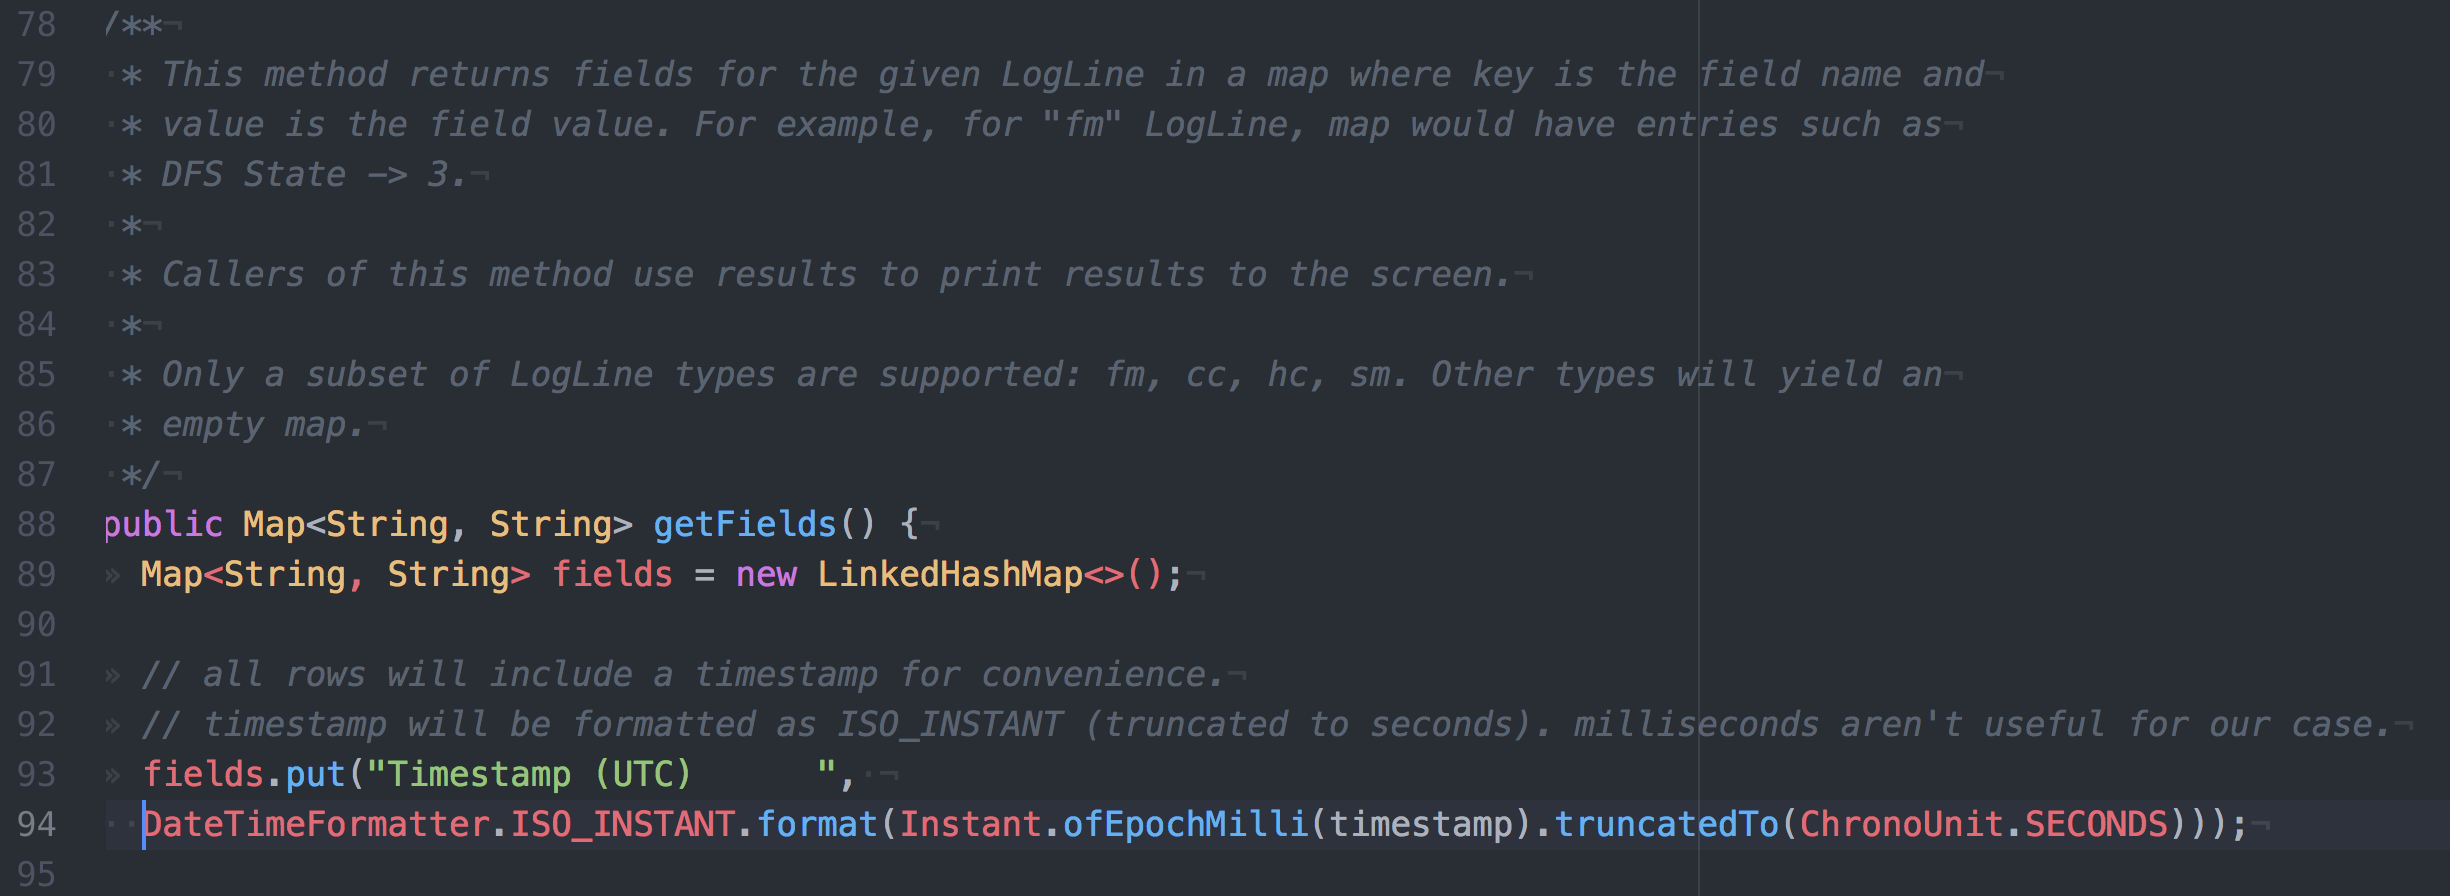 78 /**¬
79 ·* This method returns fields for the given LogLine in a map where key is the field name and¬
80 ·* value is the field value. For example, for "fm" LogLine, map would have entries such as¬
81 ·* DFS State -> 3.¬
82 ·*¬
83 ·* Callers of this method use results to print results to the screen.¬
84 ·*¬
85 ·* Only a subset of LogLine types are supported: fm, cc, hc, sm. Other types will yield an¬
86 ·* empty map.¬
87 ·*/¬
88 public Map<String, String> getFields() {¬
89 » Map<String, String> fields = new LinkedHashMap<>();¬
90
91 » // all rows will include a timestamp for convenience.¬
92 » // timestamp will be formatted as ISO_INSTANT (truncated to seconds). milliseconds aren't useful for our case.¬
93 » fields.put("Timestamp (UTC)      ",·¬
94 ··DateTimeFormatter.ISO_INSTANT.format(Instant.ofEpochMilli(timestamp).truncatedTo(ChronoUnit.SECONDS)));¬
95